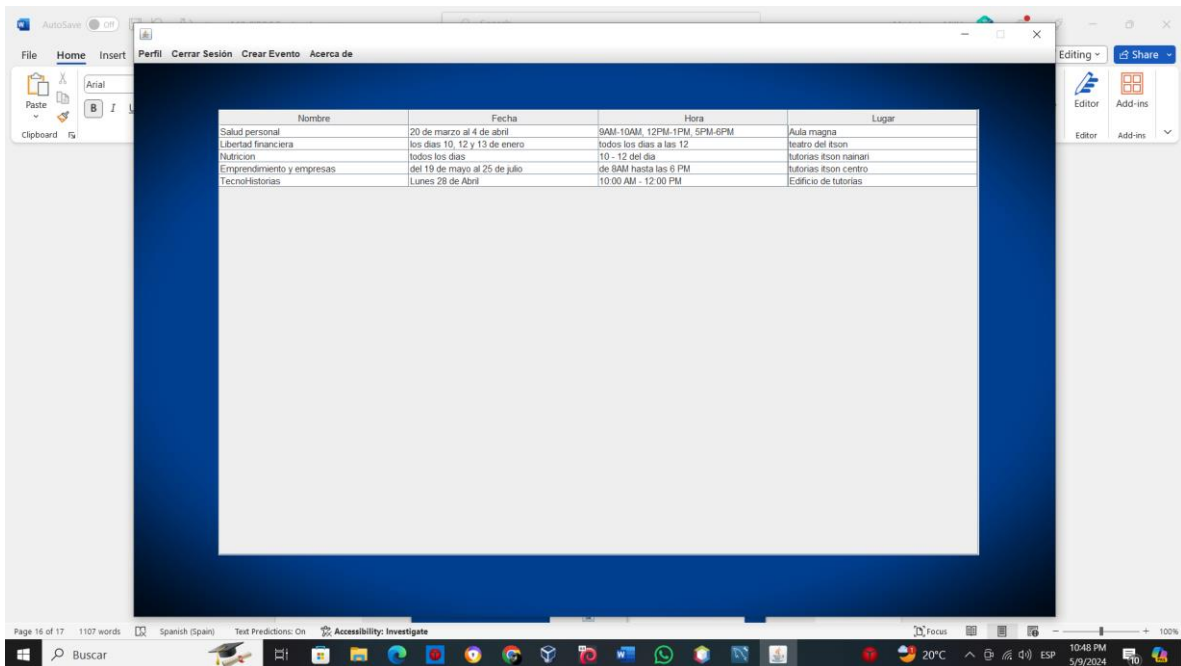 AutoSave Off
File Home Insert
Perfil Cerrar Sesión Crear Evento Acerca de
Editing Share
Paste
Clipboard
Arial
B I U
Editor Add-ins
Editor Add-ins
Nombre Fecha Hora Lugar
Salud personal 20 de marzo al 4 de abril 9AM-10AM, 12PM-1PM, 5PM-6PM Aula magna
Libertad financiera los dias 10, 12 y 13 de enero todos los dias a las 12 teatro del itson
Nutricion todos los dias 10 - 12 del dia tutorias itson nainari
Emprendimiento y empresas del 19 de mayo al 25 de julio de 8AM hasta las 6 PM tutorias itson centro
TecnoHistorias Lunes 28 de Abril 10:00 AM - 12:00 PM Edificio de tutorias
Page 16 of 17 1107 words Spanish (Spain) Text Predictions: On Accessibility: Investigate Focus 100%
Buscar 20°C ESP 10:48 PM
5/9/2024